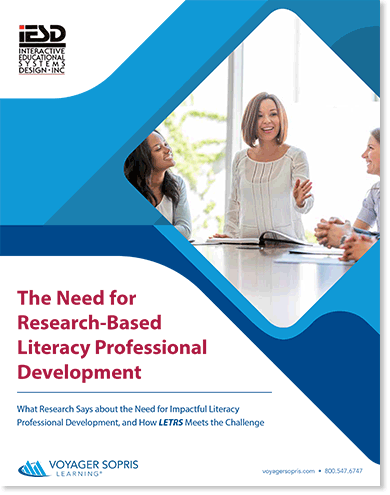 iESD
INTERACTIVE
EDUCATIONAL
SYSTEMS
DESIGN • INC
The Need for
Research-Based
Literacy Professional
Development
What Research Says about the Need for Impactful Literacy
Professional Development, and How LETRS Meets the Challenge
VOYAGER SOPRIS
LEARNING®
voyagersopris.com • 800.547.6747